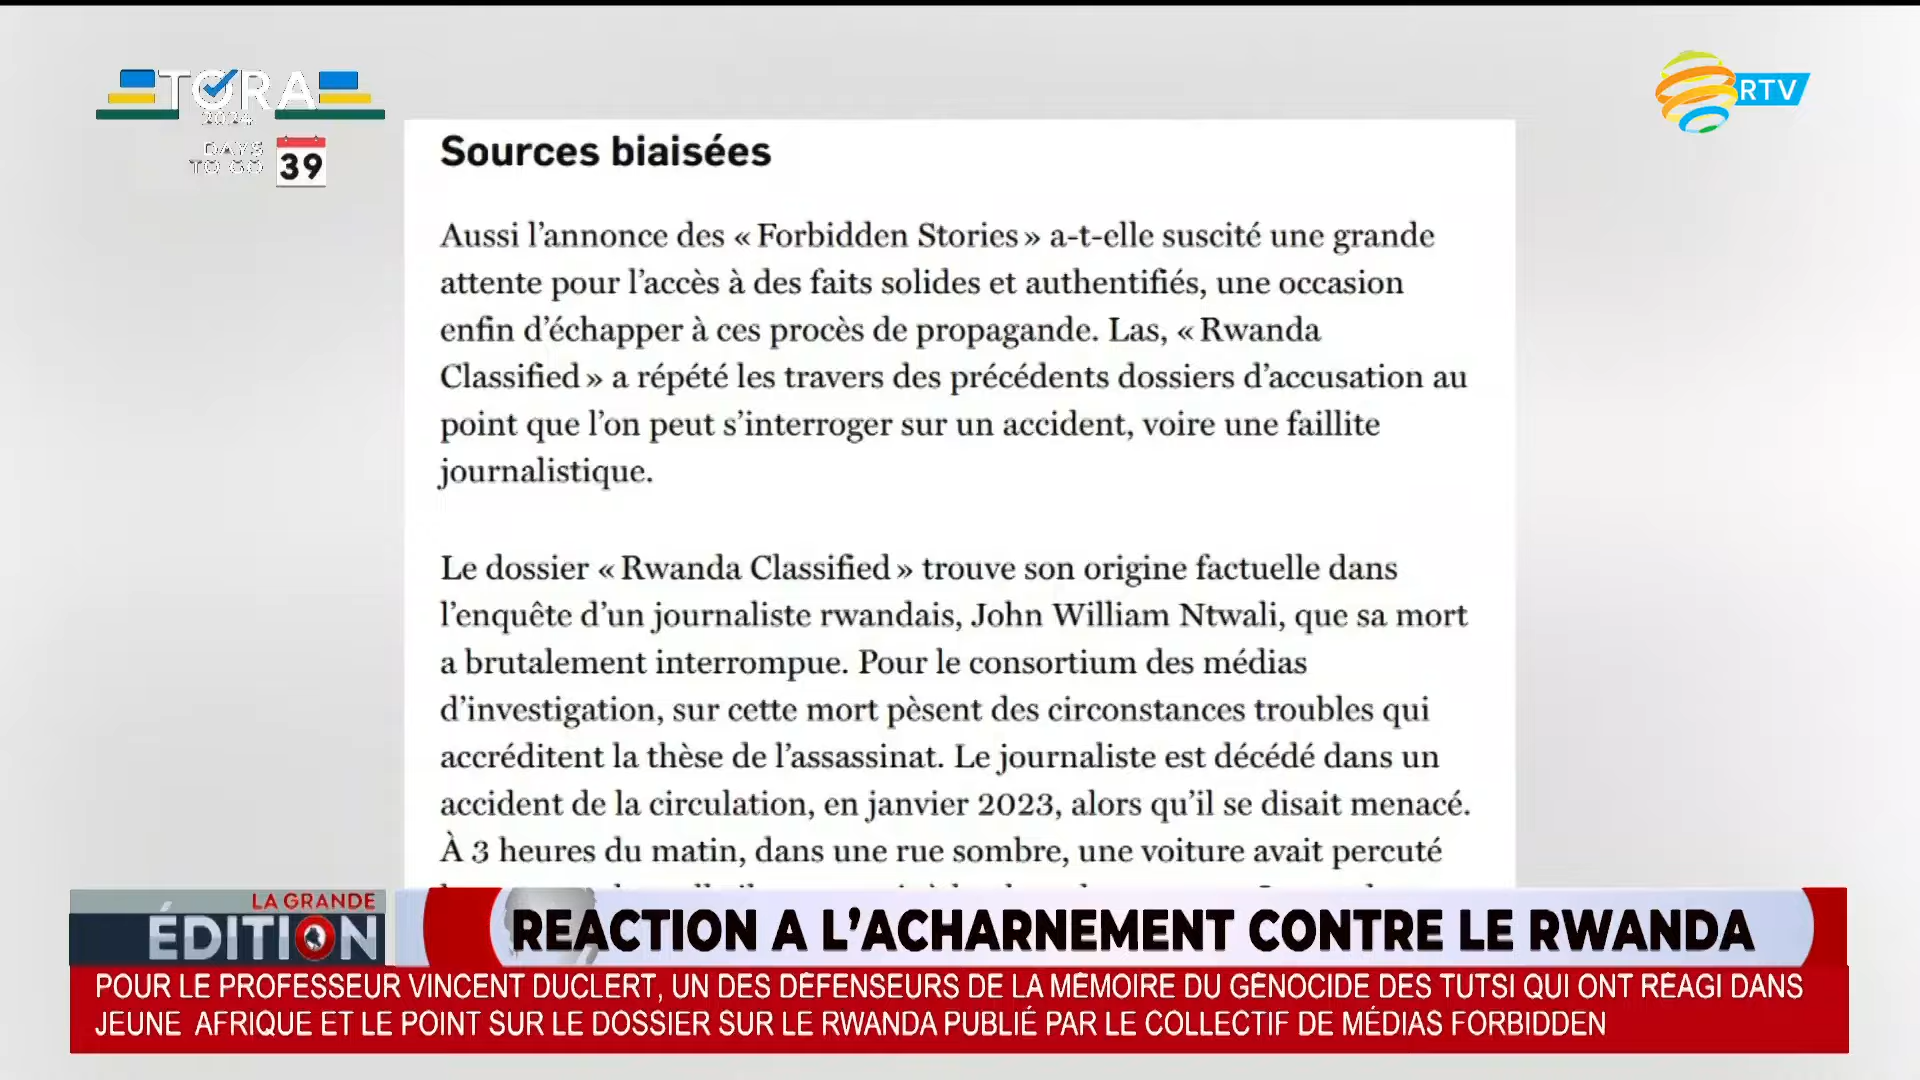 TORA
2024
DAYS
TO GO
39
RTV
Sources biaisées
Aussi l’annonce des « Forbidden Stories » a-t-elle suscité une grande
attente pour l’accès à des faits solides et authentifiés, une occasion
enfin d’échapper à ces procès de propagande. Las, « Rwanda
Classified » a répété les travers des précédents dossiers d’accusation au
point que l’on peut s’interroger sur un accident, voire une faillite
journalistique.
Le dossier « Rwanda Classified » trouve son origine factuelle dans
l’enquête d’un journaliste rwandais, John William Ntwali, que sa mort
a brutalement interrompue. Pour le consortium des médias
d’investigation, sur cette mort pèsent des circonstances troubles qui
accréditent la thèse de l’assassinat. Le journaliste est décédé dans un
accident de la circulation, en janvier 2023, alors qu’il se disait menacé.
À 3 heures du matin, dans une rue sombre, une voiture avait percuté
LA GRANDE
ÉDITION
REACTION A L’ACHARNEMENT CONTRE LE RWANDA
POUR LE PROFESSEUR VINCENT DUCLERT, UN DES DÉFENSEURS DE LA MÉMOIRE DU GÉNOCIDE DES TUTSI QUI ONT RÉAGI DANS
JEUNE AFRIQUE ET LE POINT SUR LE DOSSIER SUR LE RWANDA PUBLIÉ PAR LE COLLECTIF DE MÉDIAS FORBIDDEN